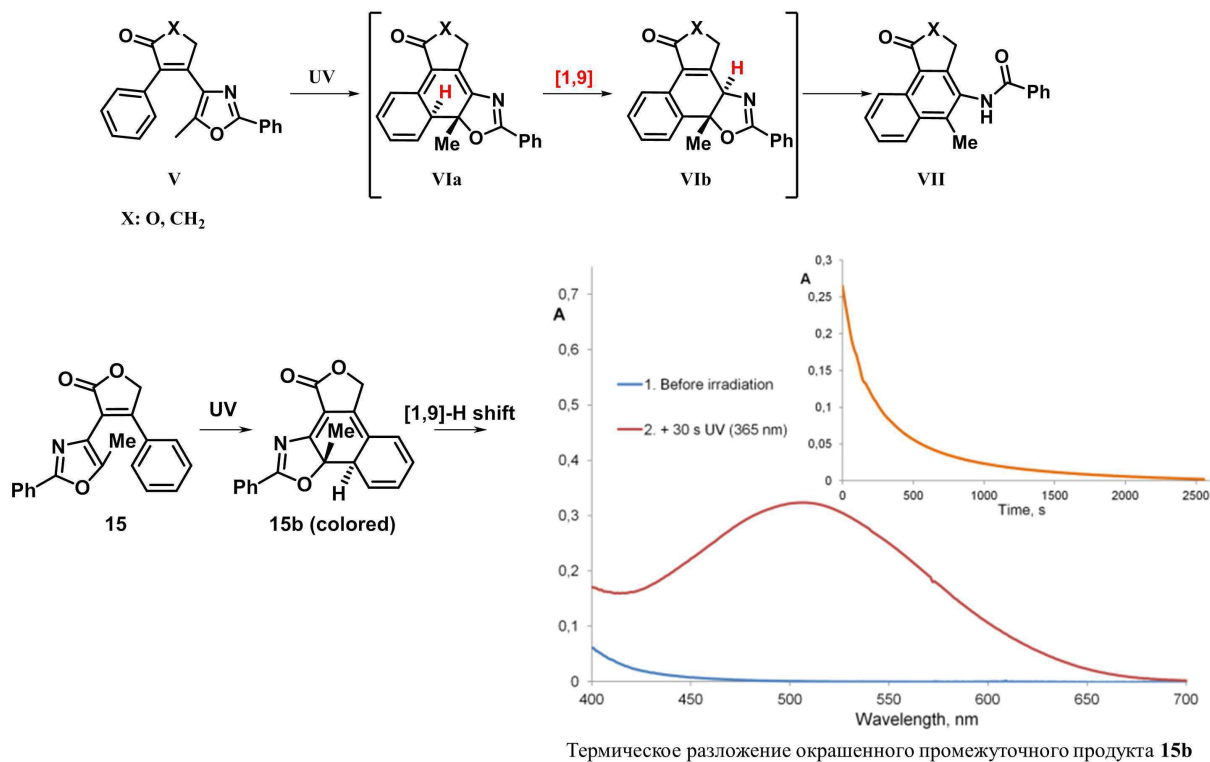 X
O
N
O
Ph
V
X: O, CH2
UV
X
O
H
N
Me
O
Ph
VIa
[1,9]
X
O
H
N
Me
O
Ph
VIb
X
O
O
N
H
Ph
Me
VII
O
O
Me
N
Ph
O
15
UV
O
O
Me
N
Ph
O
H
15b (colored)
[1,9]-H shift
A
0,7
0,6
0,5
0,4
0,3
0,2
0,1
0
400 450 500 550 600 650 700
Wavelength, nm
1. Before irradiation
2. + 30 s UV (365 nm)
A
0,3
0,25
0,2
0,15
0,1
0,05
0
0 500 1000 1500 2000 2500
Time, s
Термическое разложение окрашенного промежуточного продукта 15b